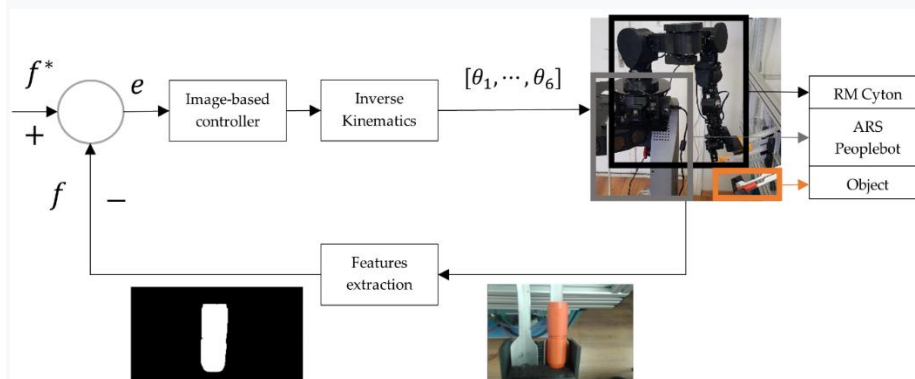 f*
e
[θ₁, ⋯, θ₆]
+
Image-based
controller
Inverse
Kinematics
RM Cyton
ARS
Peoplebot
Object
f
−
Features
extraction